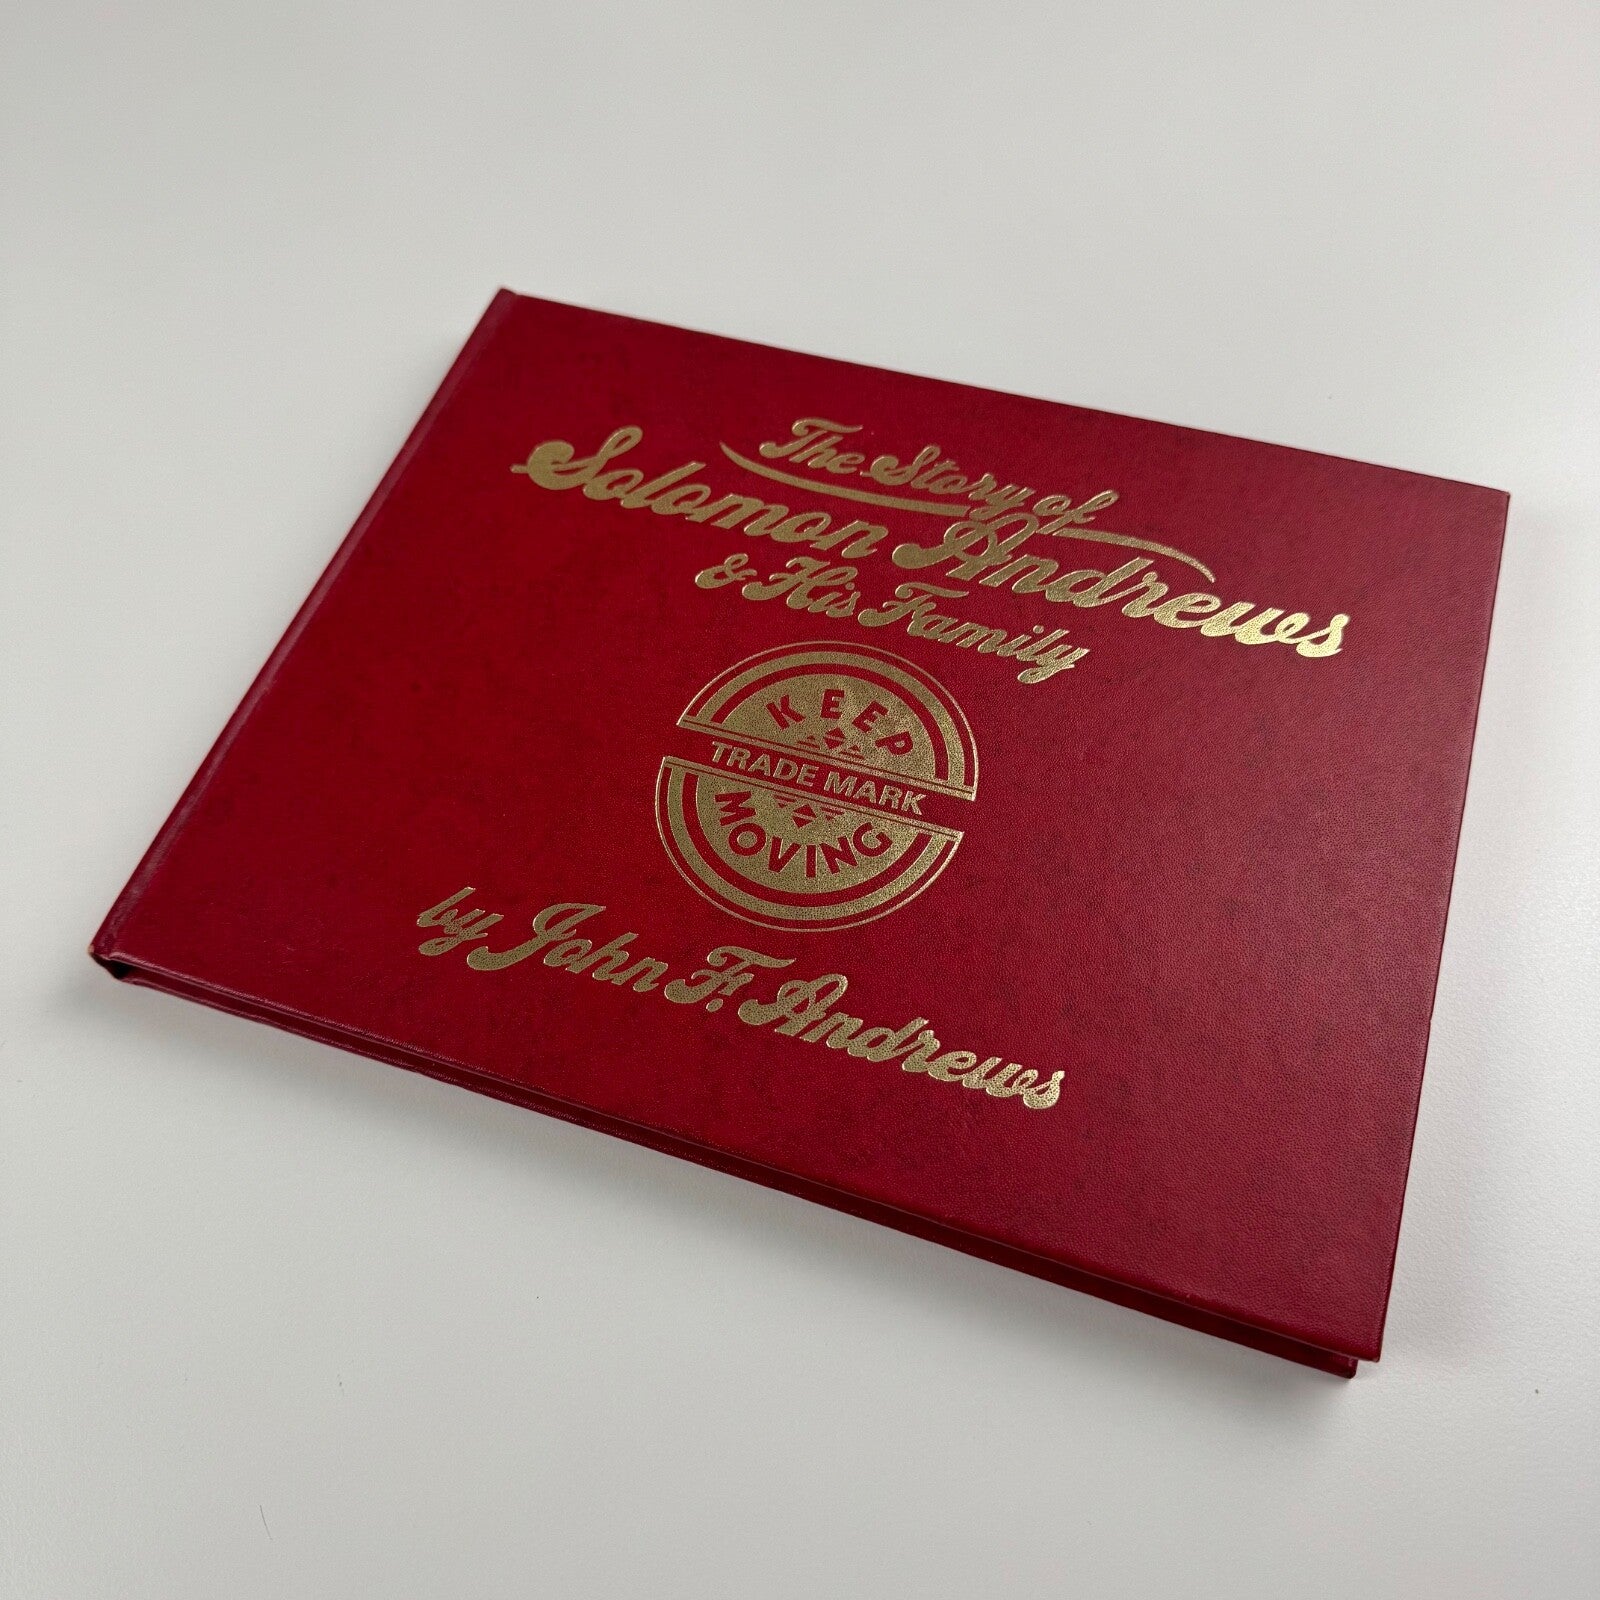 The Story of
Solomon Andrews
& His Family
KEEP
TRADE MARK
MOVING
by John F. Andrews